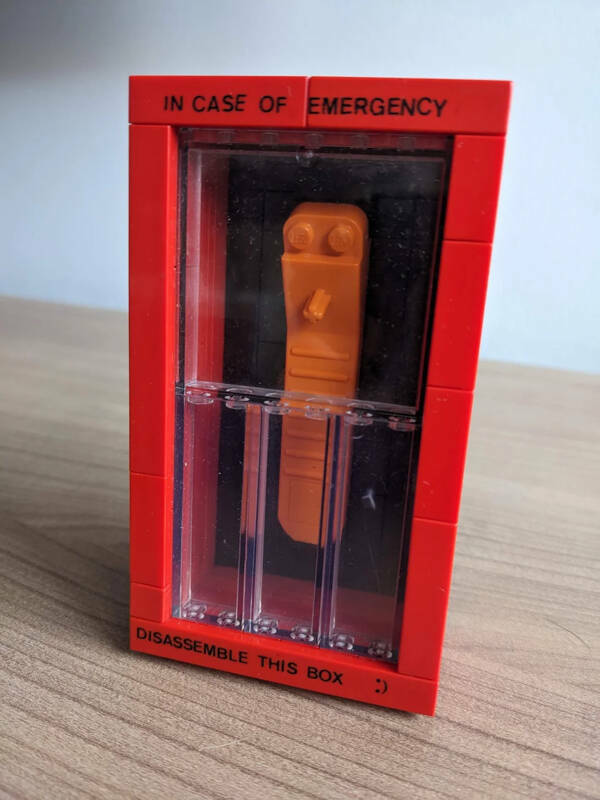 IN CASE OF EMERGENCY
DISASSEMBLE THIS BOX :)